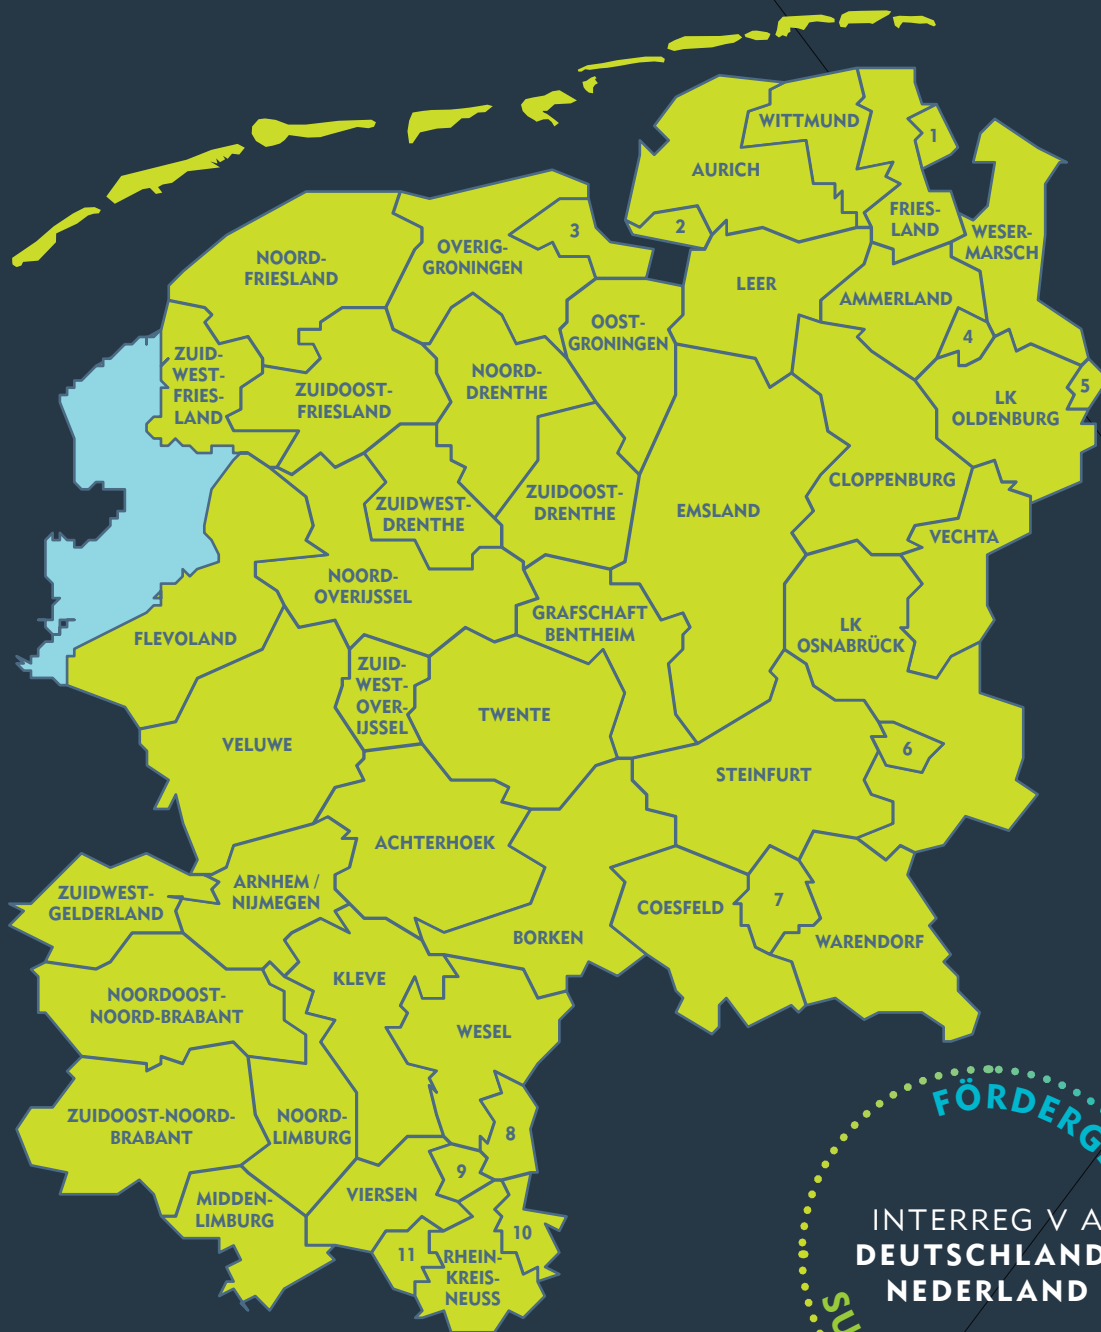 WITTMUND
1
AURICH
FRIES-
LAND
WESER-
MARSCH
2
3
OVERIG-
GRONINGEN
NOORD-
FRIESLAND
LEER
AMMERLAND
OOST-
GRONINGEN
4
ZUID-
WEST-
FRIES-
LAND
ZUIDOOST-
FRIESLAND
NOORD-
DRENTHE
5
LK
OLDENBURG
CLOPPENBURG
ZUIDWEST-
DRENTHE
ZUIDOOST-
DRENTHE
EMSLAND
VECHTA
NOORD-
OVERIJSSEL
GRAFSCHAFT
BENTHEIM
LK
OSNABRÜCK
FLEVOLAND
ZUID-
WEST-
OVER-
IJSSEL
TWENTE
VELUWE
6
STEINFURT
ACHTERHOEK
ZUIDWEST-
GELDERLAND
ARNHEM /
NIJMEGEN
COESFELD
7
BORKEN
WARENDORF
KLEVE
NOORDOOST-
NOORD-BRABANT
WESEL
ZUIDOOST-NOORD-
BRABANT
NOORD-
LIMBURG
8
9
VIERSEN
MIDDEN-
LIMBURG
10
11
RHEIN-
KREIS-
NEUSS
FÖRDERG
INTERREG V A
DEUTSCHLAND
NEDERLAND
SU